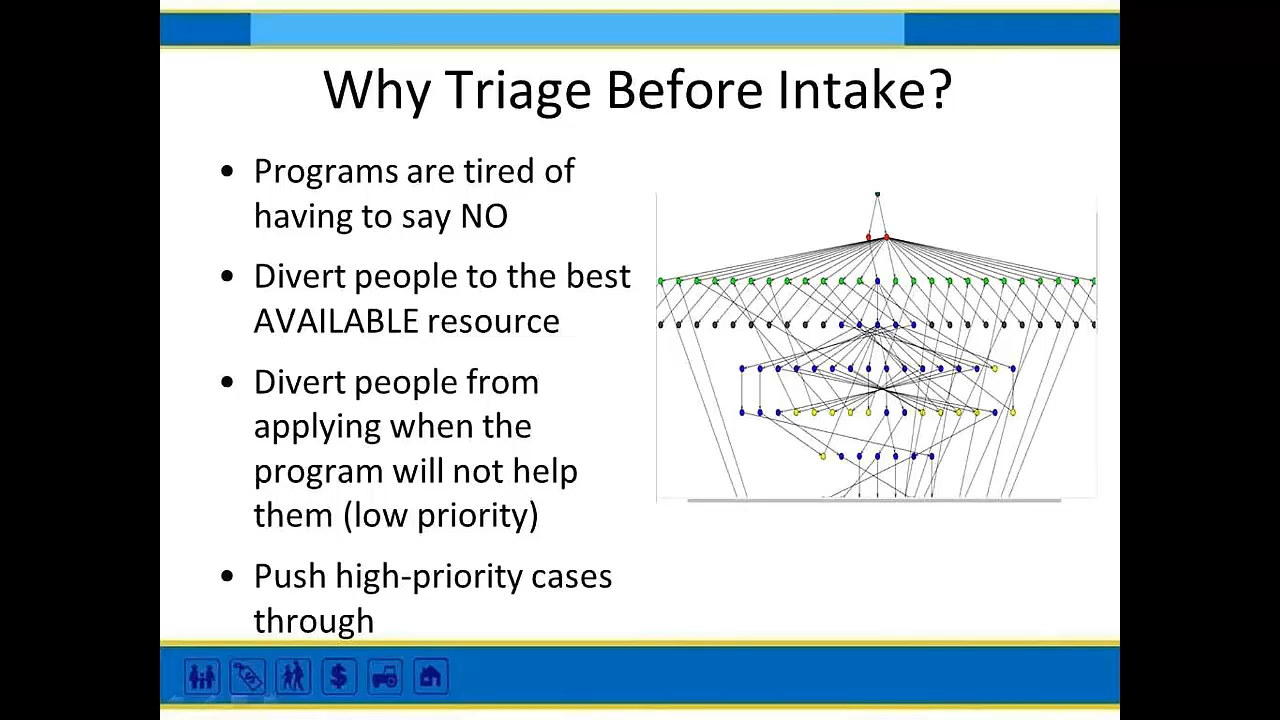 Why Triage Before Intake?
• Programs are tired of
having to say NO
• Divert people to the best
AVAILABLE resource
• Divert people from
applying when the
program will not help
them (low priority)
• Push high-priority cases
through
$